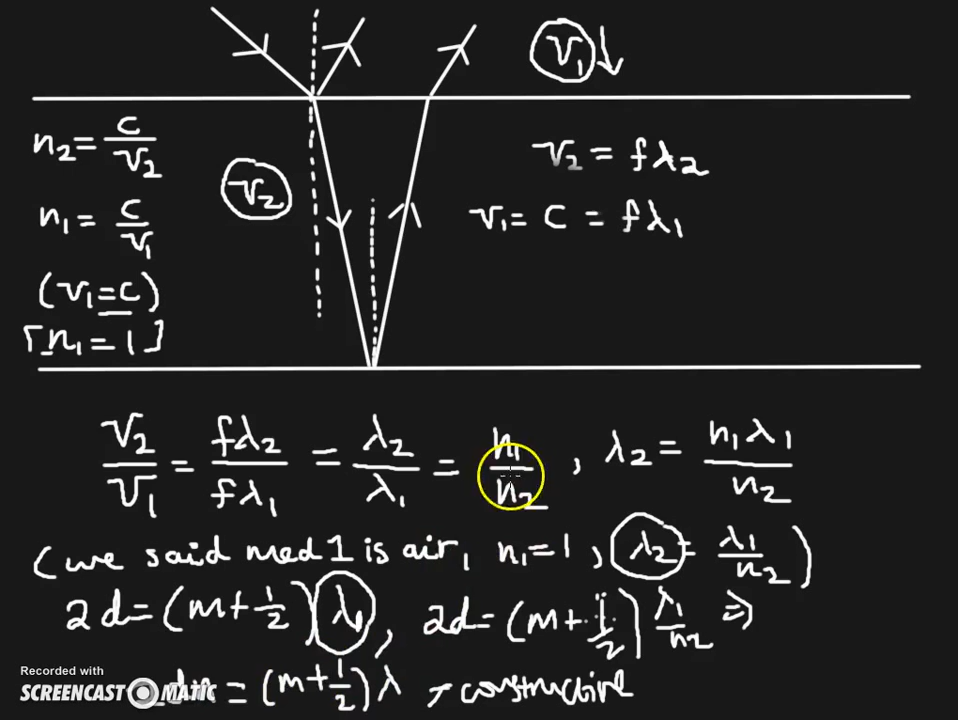 v₁↓
n₂ = c/v₂
v₂
v₂ = fλ₂
n₁ = c/v₁
v₁ = c = fλ₁
(v₁ = c)
[n₁ = 1]
v₂/v₁ = fλ₂/fλ₁ = λ₂/λ₁ = n₁/n₂ , λ₂ = n₁λ₁/n₂
(we said med 1 is air, n₁ = 1, λ₂ = λ₁/n₂)
2d = (m + 1/2)(λ), 2d = (m + 1/2) λ₁/n₂ ⇒
= (m + 1/2) λ → constructive
Recorded with
SCREENCAST MATIC